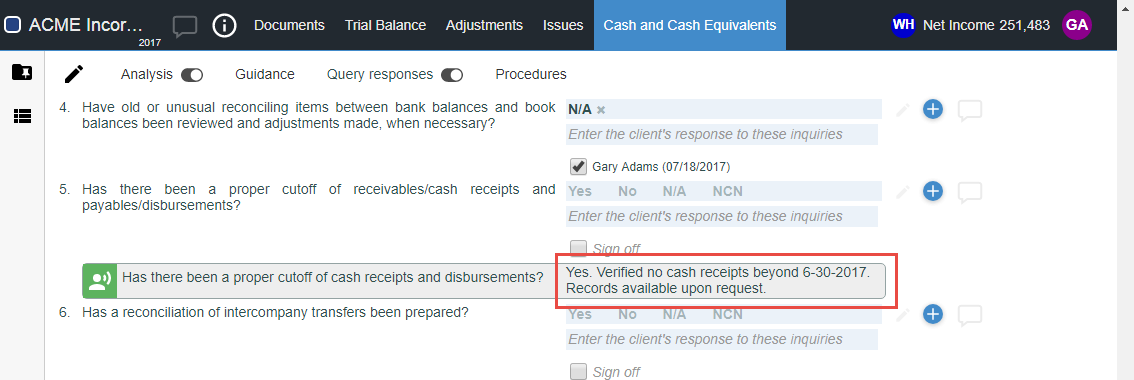 ACME Incor... Documents Trial Balance Adjustments Issues Cash and Cash Equivalents WH Net Income 251,483 GA
2017
Analysis Guidance Query responses Procedures
4. Have old or unusual reconciling items between bank balances and book N/A ×
balances been reviewed and adjustments made, when necessary?
Enter the client's response to these inquiries
Gary Adams (07/18/2017)
5. Has there been a proper cutoff of receivables/cash receipts and Yes No N/A NCN
payables/disbursements?
Enter the client's response to these inquiries
Sign off
Has there been a proper cutoff of cash receipts and disbursements? Yes. Verified no cash receipts beyond 6-30-2017.
Records available upon request.
6. Has a reconciliation of intercompany transfers been prepared? Yes No N/A NCN
Enter the client's response to these inquiries
Sign off